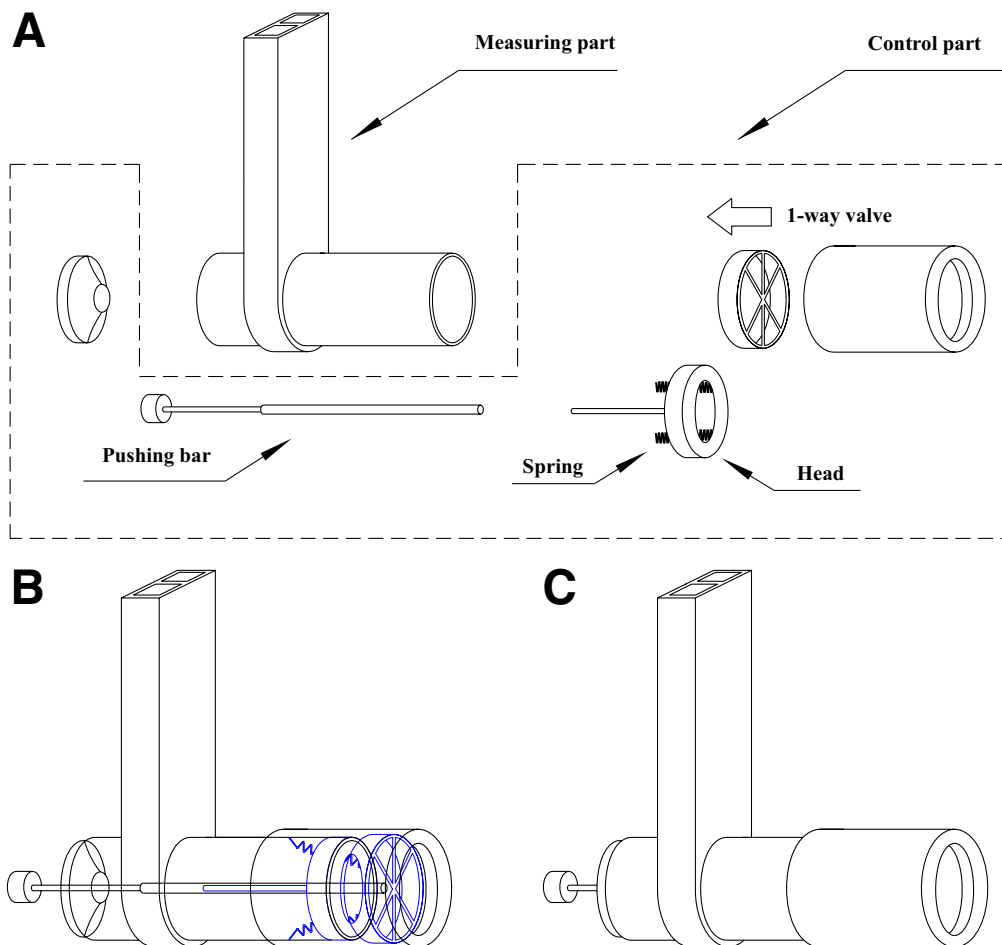 A
Measuring part
Control part
1-way valve
Pushing bar
Spring
Head
B
C